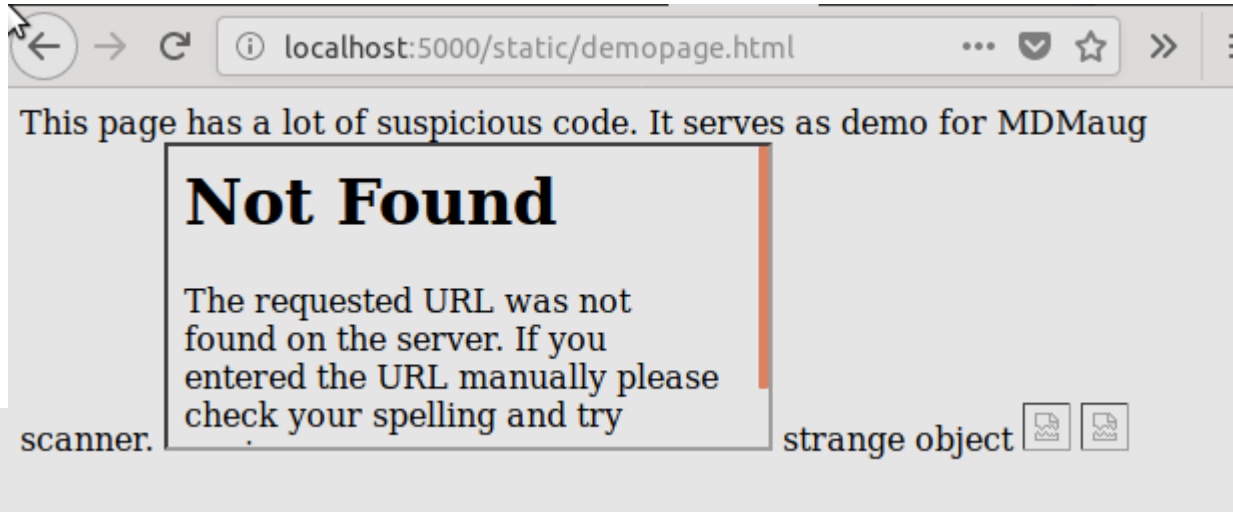 localhost:5000/static/demopage.html
This page has a lot of suspicious code. It serves as demo for MDMaug
Not Found
The requested URL was not
found on the server. If you
entered the URL manually please
check your spelling and try
scanner.
strange object